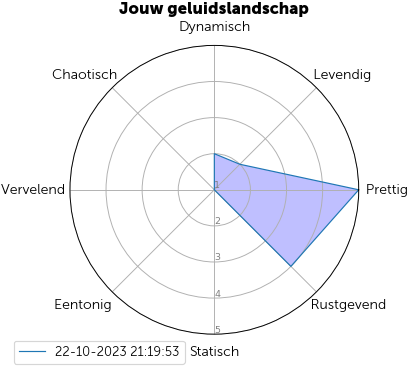 Jouw geluidslandschap
Dynamisch
Chaotisch
Levendig
Vervelend
1
Prettig
2
3
4
Eentonig
Rustgevend
5
22-10-2023 21:19:53
Statisch